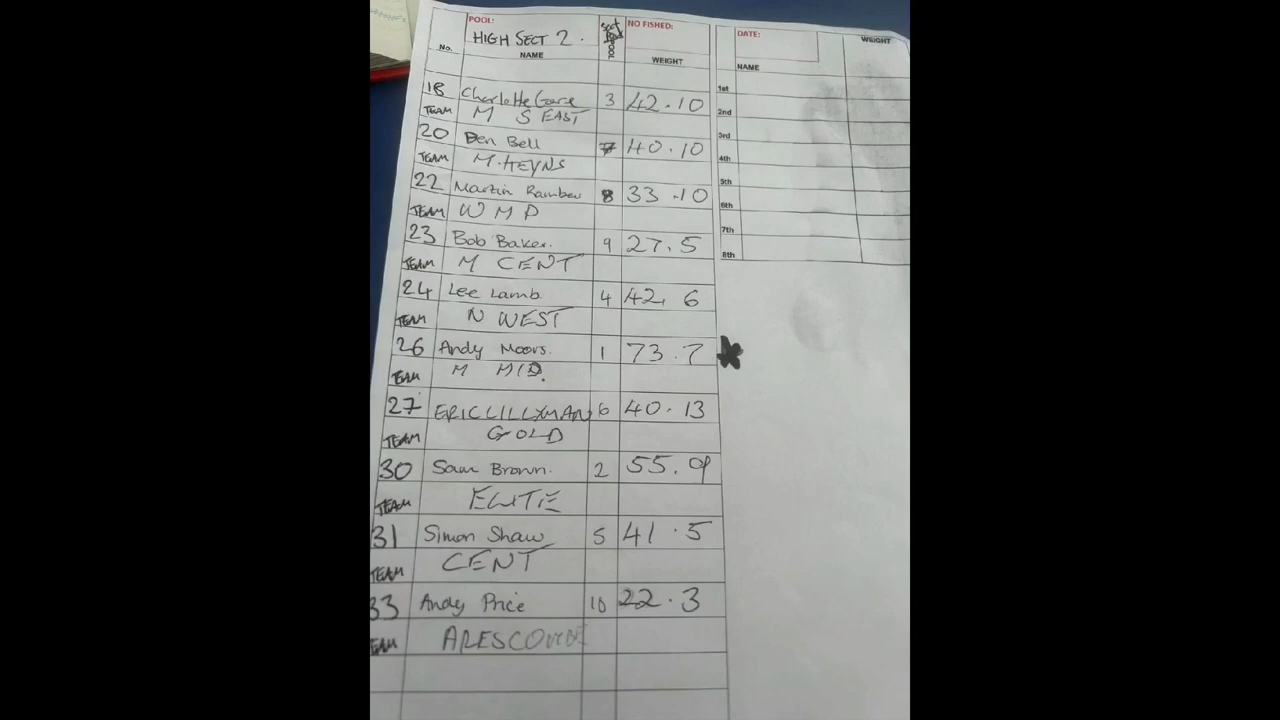 POOL: SECT POOL NO FISHED: DATE: WEIGHT
HIGH SECT 2.
No. NAME WEIGHT NAME
18 Charlotte Gore 3 42.10
TEAM M S EAST
20 Ben Bell 7 40.10
TEAM M.HEYNS
22 Martin 8 33.10
TEAM W M P
23 Bob Baker. 9 27.5
TEAM M CENT
24 Lee Lamb 4 42.6
TEAM N WEST
26 Andy Moors. 1 73.7
TEAM M MID.
27 ERIC LILLYMAN 6 40.13
TEAM GOLD
30 Sam Brown. 2 55.9
TEAM ELITE
31 Simon Shaw 5 41.5
TEAM CENT
33 Andy Price 10 22.3
TEAM
1st
2nd
3rd
4th
5th
6th
7th
8th